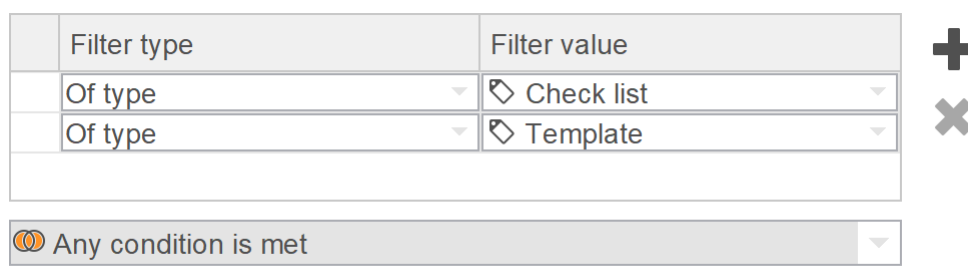 Filter type Filter value
Of type Check list
Of type Template
Any condition is met